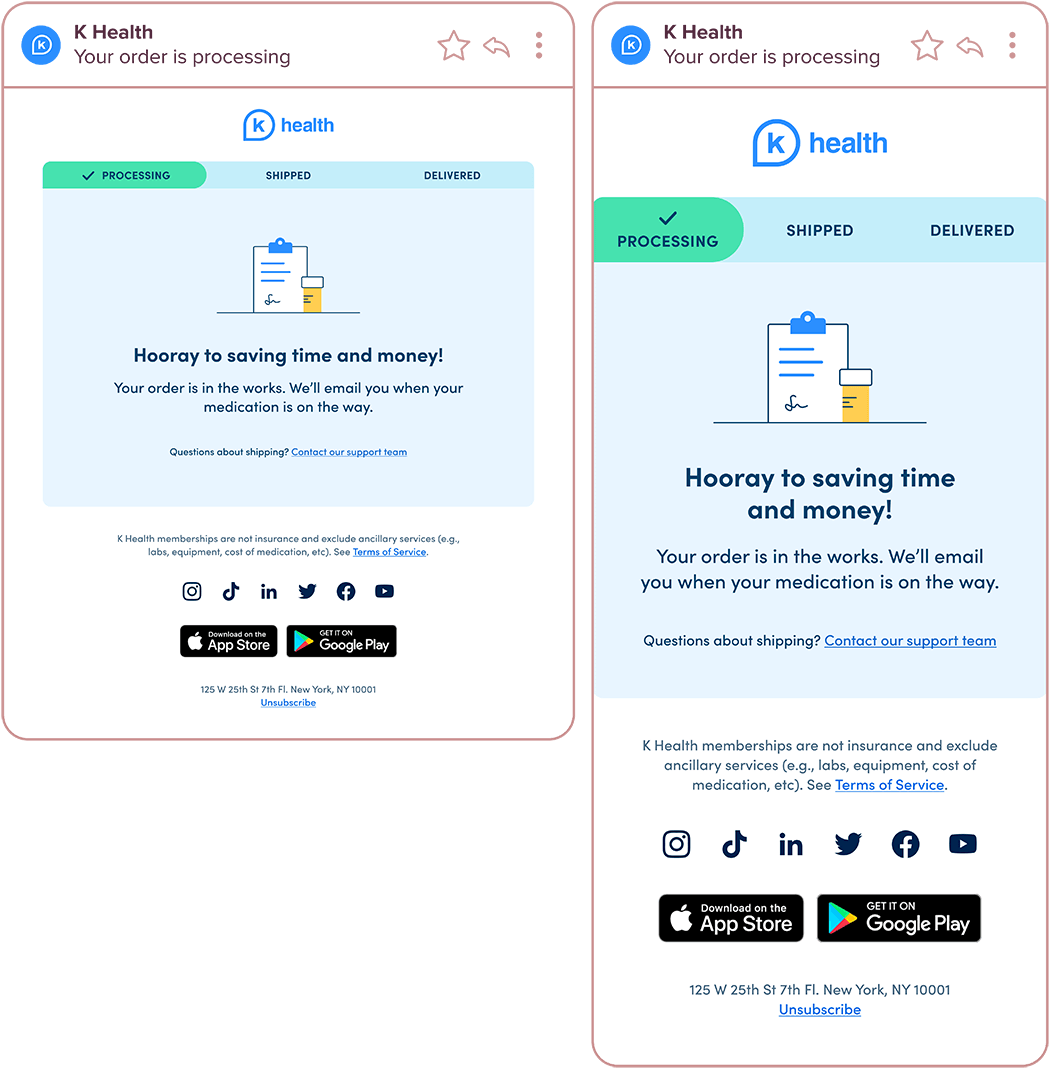 K Health
Your order is processing
k health
PROCESSING SHIPPED DELIVERED
Hooray to saving time and money!
Your order is in the works. We’ll email you when your
medication is on the way.
Questions about shipping? Contact our support team
K Health memberships are not insurance and exclude ancillary services (e.g.,
labs, equipment, cost of medication, etc). See Terms of Service.
in
Download on the
App Store
GET IT ON
Google Play
125 W 25th St 7th Fl. New York, NY 10001
Unsubscribe
K Health
Your order is processing
k health
PROCESSING SHIPPED DELIVERED
Hooray to saving time
and money!
Your order is in the works. We’ll email
you when your medication is on the way.
Questions about shipping? Contact our support team
K Health memberships are not insurance and exclude
ancillary services (e.g., labs, equipment, cost of
medication, etc). See Terms of Service.
in
Download on the
App Store
GET IT ON
Google Play
125 W 25th St 7th Fl. New York, NY 10001
Unsubscribe